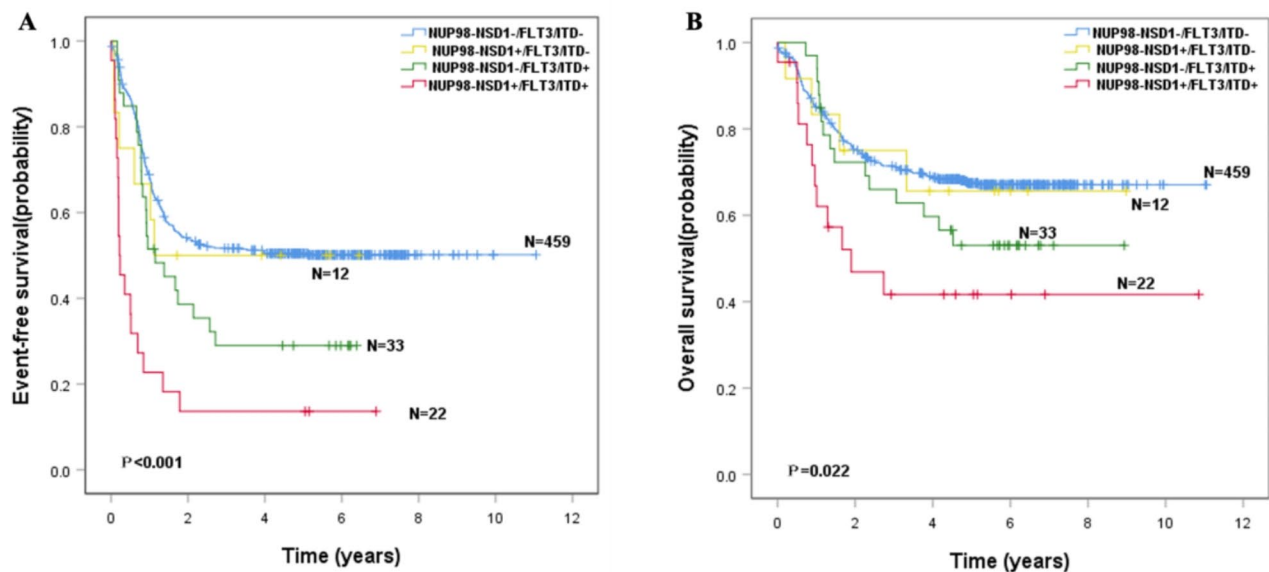 A
NUP98-NSD1-/FLT3/ITD-
NUP98-NSD1+/FLT3/ITD-
NUP98-NSD1-/FLT3/ITD+
NUP98-NSD1+/FLT3/ITD+
Event-free survival(probability)
1.0
0.8
0.6
0.4
0.2
0.0
N=459
N=12
N=33
N=22
P<0.001
0 2 4 6 8 10 12
Time (years)
B
NUP98-NSD1-/FLT3/ITD-
NUP98-NSD1+/FLT3/ITD-
NUP98-NSD1-/FLT3/ITD+
NUP98-NSD1+/FLT3/ITD+
Overall survival(probability)
1.0
0.8
0.6
0.4
0.2
0.0
N=459
N=12
N=33
N=22
P=0.022
0 2 4 6 8 10 12
Time (years)